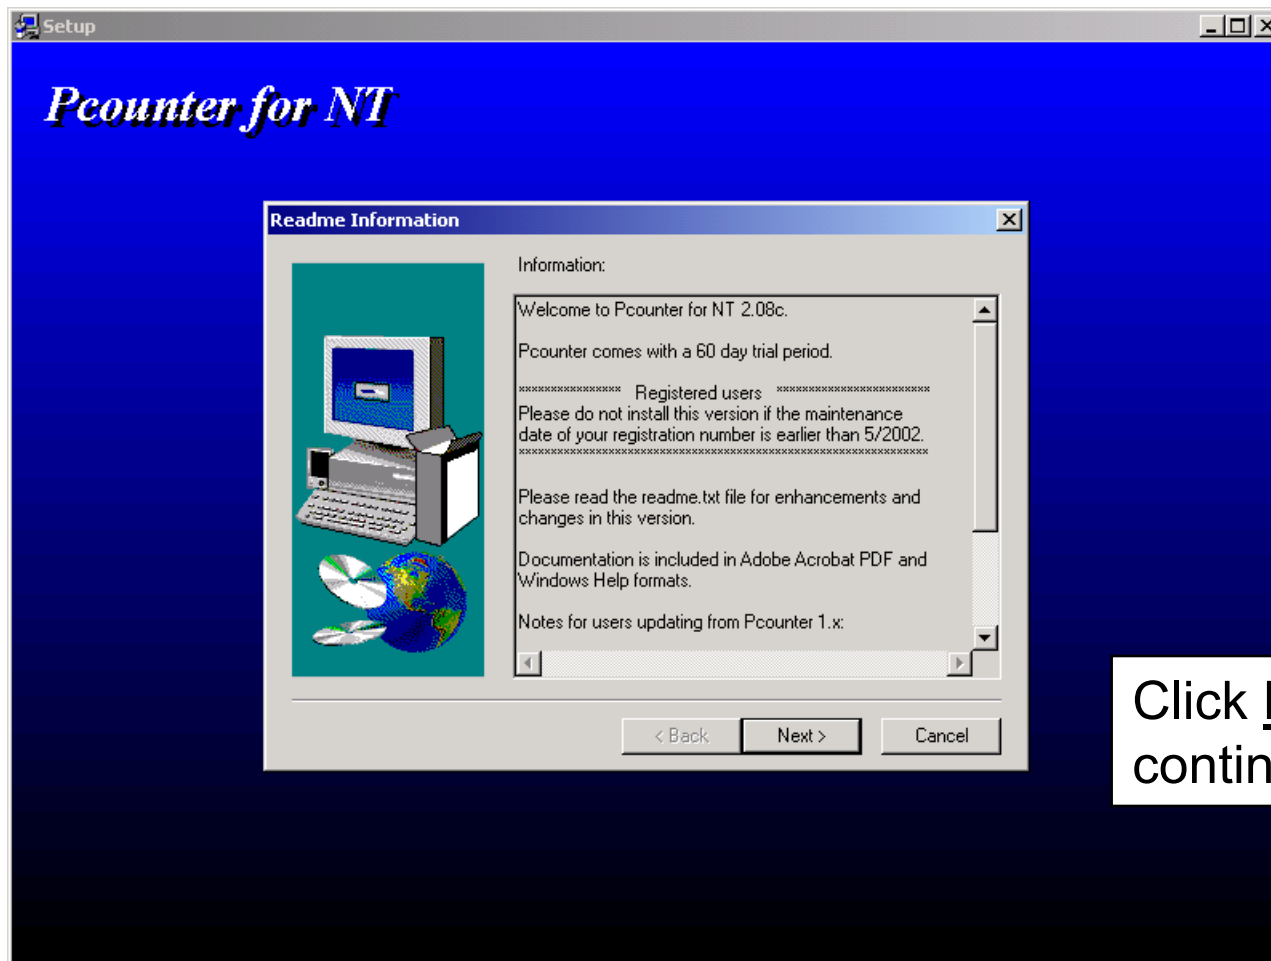 Setup
Pcounter for NT
Readme Information
Information:
Welcome to Pcounter for NT 2.08c.
Pcounter comes with a 60 day trial period.
**************** Registered users ************************
Please do not install this version if the maintenance
date of your registration number is earlier than 5/2002.
****************************************************************
Please read the readme.txt file for enhancements and
changes in this version.
Documentation is included in Adobe Acrobat PDF and
Windows Help formats.
Notes for users updating from Pcounter 1.x:
< Back
Next >
Cancel
Click
contin